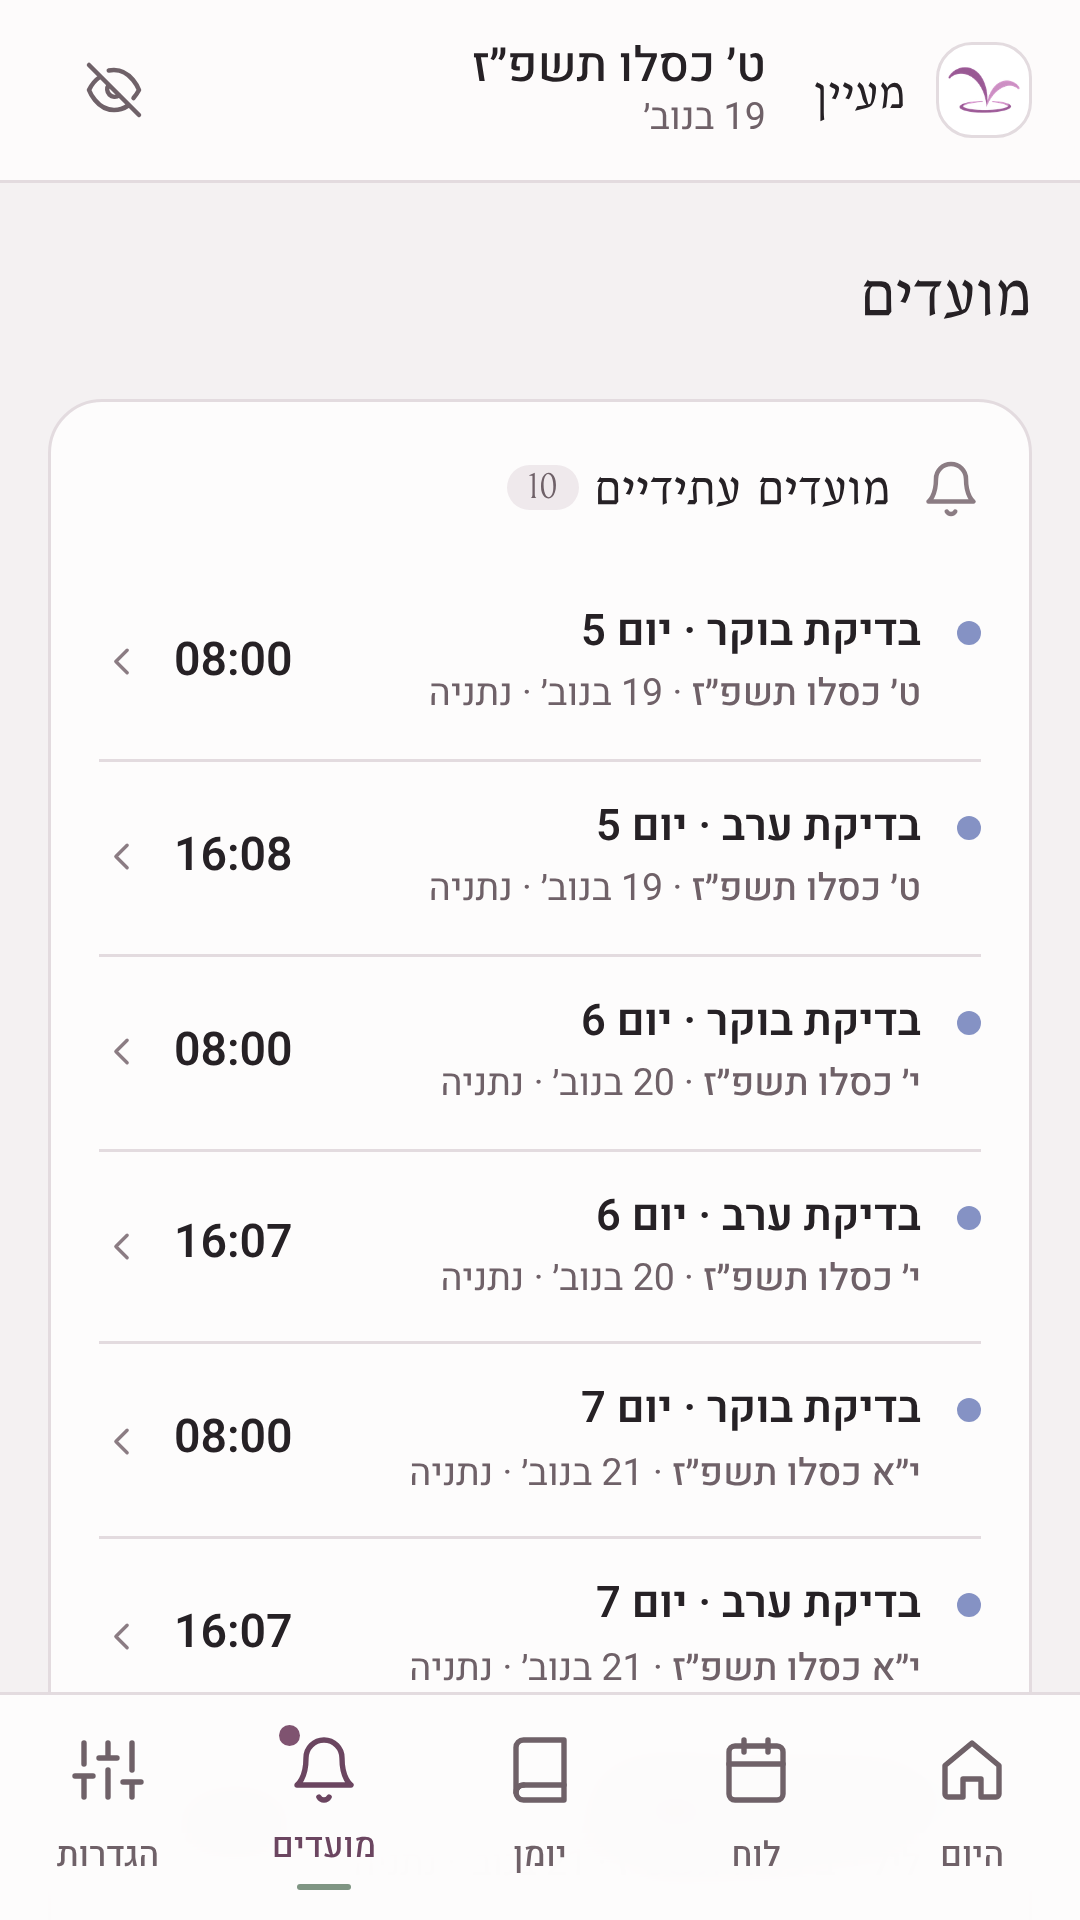 מעיין
ט׳ כסלו תשפ״ז
19 בנוב׳
מועדים
מועדים עתידיים 10
בדיקת בוקר · יום 5
ט׳ כסלו תשפ״ז · 19 בנוב׳ · נתניה
08:00
בדיקת ערב · יום 5
ט׳ כסלו תשפ״ז · 19 בנוב׳ · נתניה
16:08
בדיקת בוקר · יום 6
י׳ כסלו תשפ״ז · 20 בנוב׳ · נתניה
08:00
בדיקת ערב · יום 6
י׳ כסלו תשפ״ז · 20 בנוב׳ · נתניה
16:07
בדיקת בוקר · יום 7
י״א כסלו תשפ״ז · 21 בנוב׳ · נתניה
08:00
בדיקת ערב · יום 7
י״א כסלו תשפ״ז · 21 בנוב׳ · נתניה
16:07
היום
לוח
יומן
מועדים
הגדרות